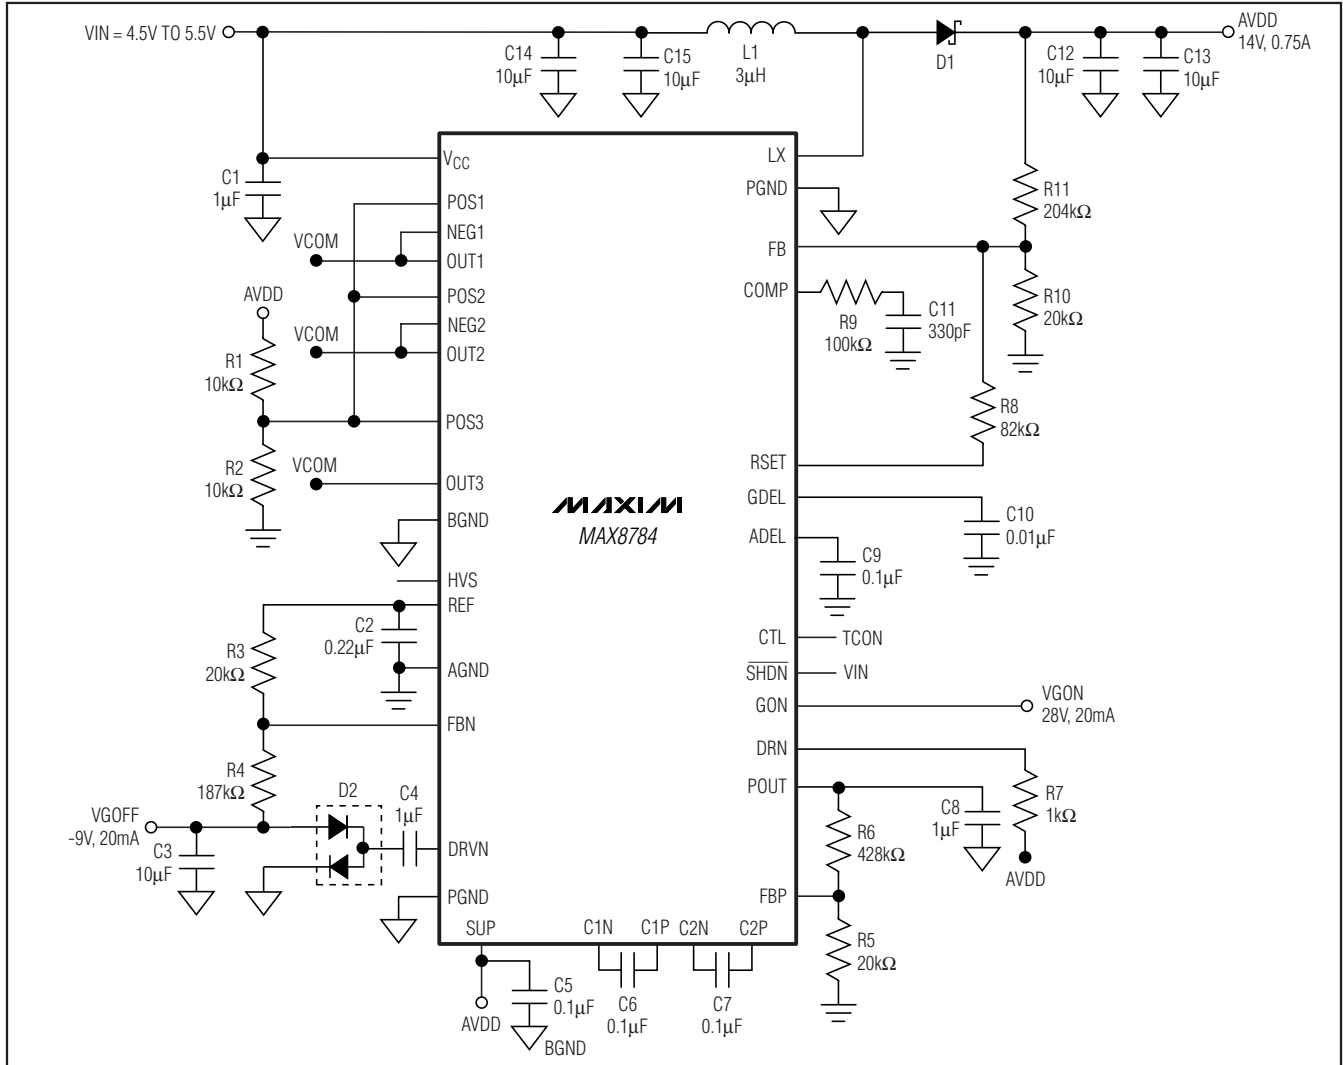 VIN = 4.5V TO 5.5V
C14
10µF
C15
10µF
L1
3µH
D1
C12
10µF
C13
10µF
AVDD
14V, 0.75A
C1
1µF
VCC
POS1
NEG1
VCOM
OUT1
AVDD
POS2
NEG2
VCOM
OUT2
R1
10kΩ
POS3
R2
10kΩ
VCOM
OUT3
BGND
HVS
REF
C2
0.22µF
R3
20kΩ
AGND
FBN
R4
187kΩ
D2
C4
1µF
VGOFF
-9V, 20mA
C3
10µF
DRVN
PGND
SUP
C1N
C1P
C2N
C2P
C5
0.1µF
AVDD
BGND
C6
0.1µF
C7
0.1µF
MAXIM
MAX8784
LX
PGND
R11
204kΩ
FB
COMP
R9
100kΩ
C11
330pF
R10
20kΩ
R8
82kΩ
RSET
GDEL
C10
0.01µF
ADEL
C9
0.1µF
CTL
TCON
SHDN
VIN
GON
VGON
28V, 20mA
DRN
POUT
C8
1µF
R7
1kΩ
R6
428kΩ
AVDD
FBP
R5
20kΩ